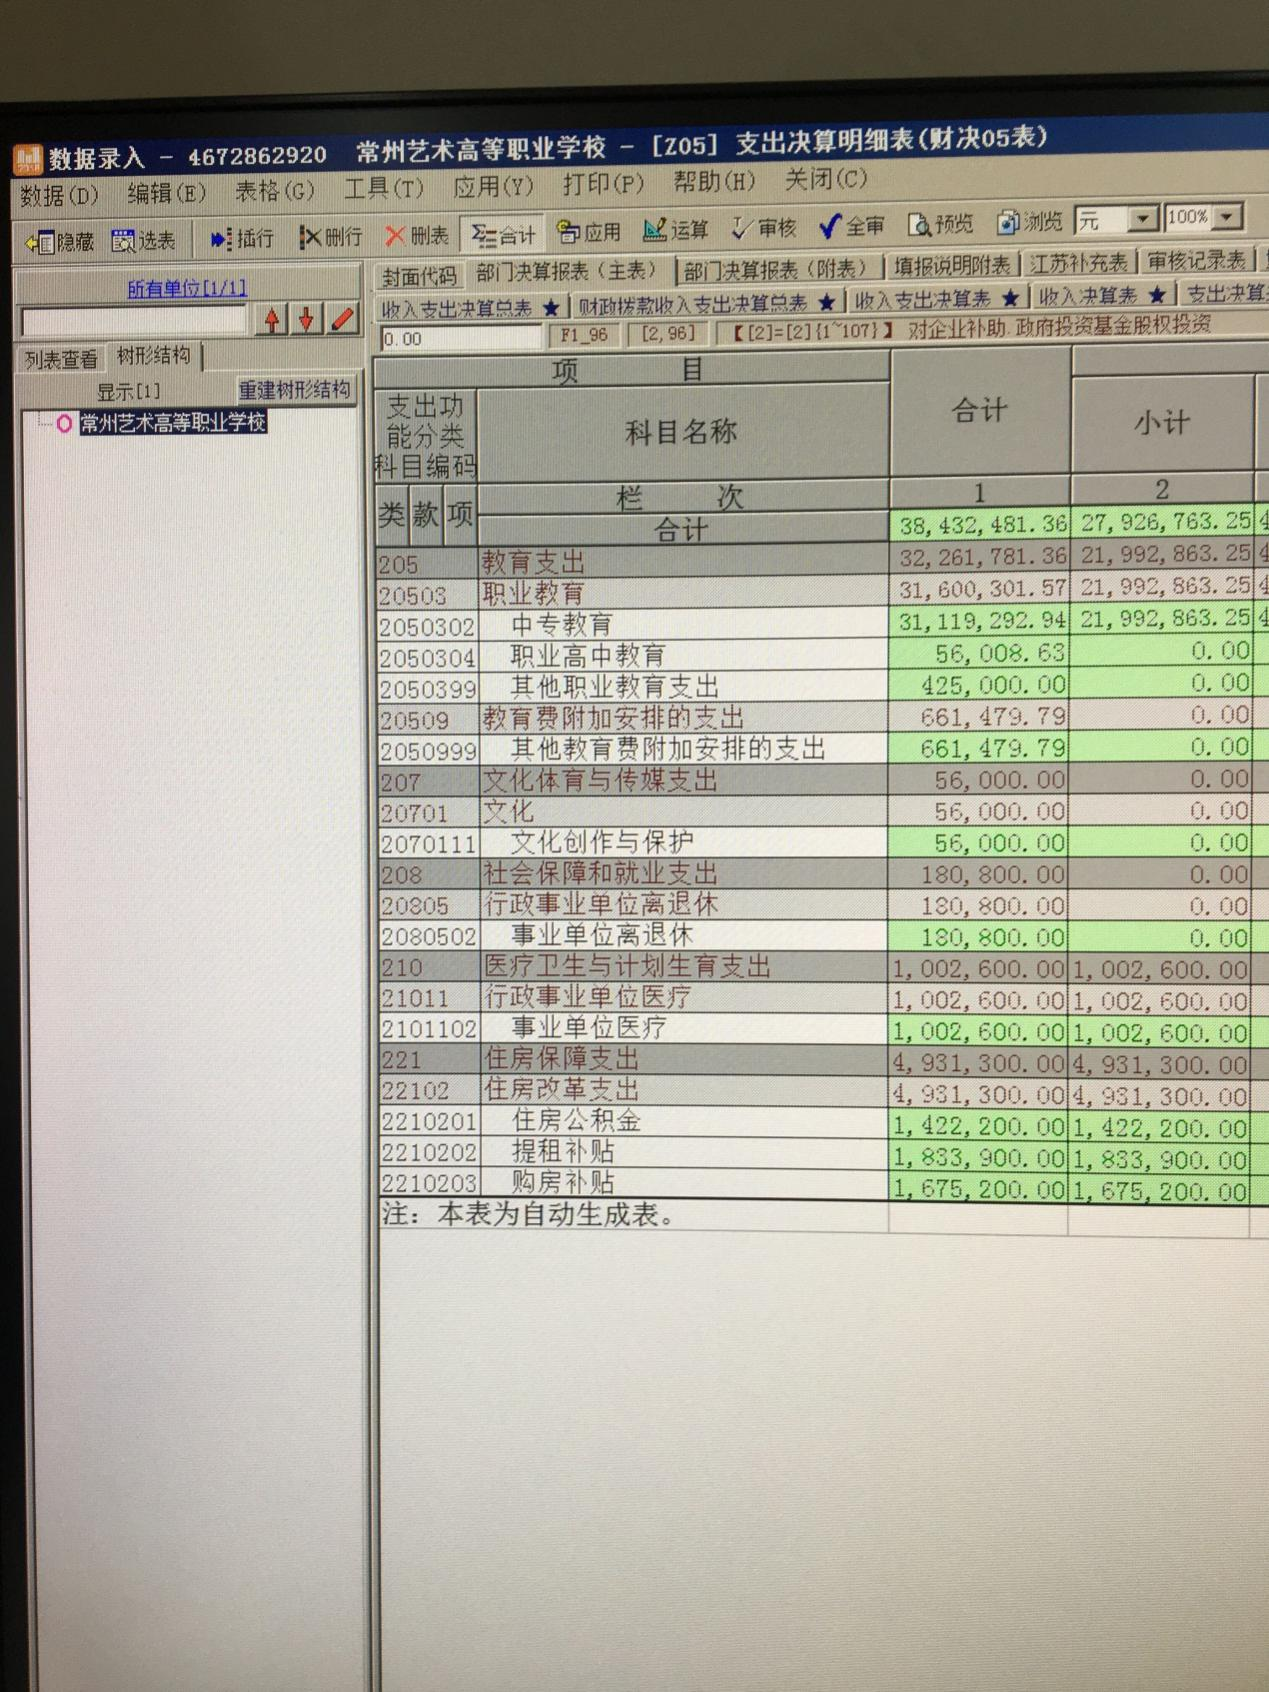 数据录入 - 4672862920 常州艺术高等职业学校 - [Z05] 支出决算明细表(财决05表)
数据(D) 编辑(E) 表格(G) 工具(T) 应用(Y) 打印(P) 帮助(H) 关闭(C)
隐藏 选表 插行 删行 删表 合计 应用 运算 审核 全审 预览 浏览 元 100%
所有单位[1/1]
列表查看 树形结构
显示[1] 重建树形结构
常州艺术高等职业学校
封面代码 部门决算报表（主表） 部门决算报表（附表） 填报说明附表 江苏补充表 审核记录表
收入支出决算总表 ★ 财政拨款收入支出决算总表 ★ 收入支出决算表 ★ 收入决算表 ★ 支出决算
0.00 F1_96 [2,96] 【[2]=[2]{1~107}】 对企业补助.政府投资基金股权投资
项 目
支出功能分类科目编码 科目名称 合计 小计
类 款 项 栏 次 1 2
合计 38,432,481.36 27,926,763.25 4
205 教育支出 32,261,781.36 21,992,863.25 4
20503 职业教育 31,600,301.57 21,992,863.25 4
2050302 中专教育 31,119,292.94 21,992,863.25 4
2050304 职业高中教育 56,008.63 0.00
2050399 其他职业教育支出 425,000.00 0.00
20509 教育费附加安排的支出 661,479.79 0.00
2050999 其他教育费附加安排的支出 661,479.79 0.00
207 文化体育与传媒支出 56,000.00 0.00
20701 文化 56,000.00 0.00
2070111 文化创作与保护 56,000.00 0.00
208 社会保障和就业支出 180,800.00 0.00
20805 行政事业单位离退休 180,800.00 0.00
2080502 事业单位离退休 180,800.00 0.00
210 医疗卫生与计划生育支出 1,002,600.00 1,002,600.00
21011 行政事业单位医疗 1,002,600.00 1,002,600.00
2101102 事业单位医疗 1,002,600.00 1,002,600.00
221 住房保障支出 4,931,300.00 4,931,300.00
22102 住房改革支出 4,931,300.00 4,931,300.00
2210201 住房公积金 1,422,200.00 1,422,200.00
2210202 提租补贴 1,833,900.00 1,833,900.00
2210203 购房补贴 1,675,200.00 1,675,200.00
注：本表为自动生成表。